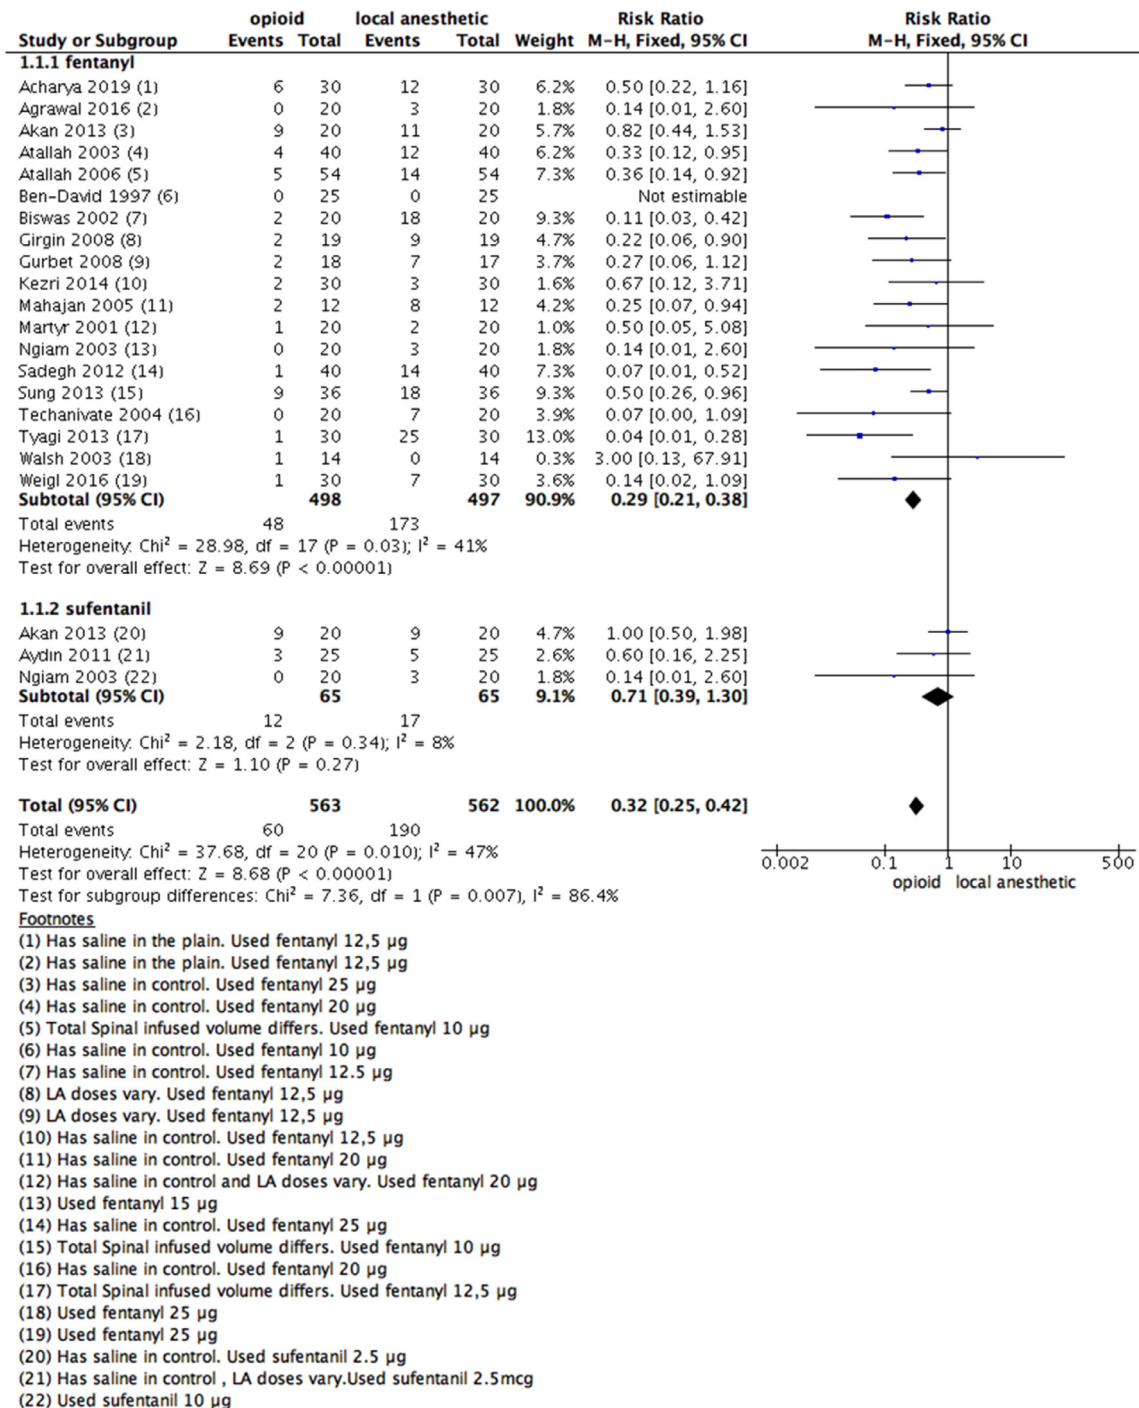 opioid local anesthetic Risk Ratio Risk Ratio
Study or Subgroup Events Total Events Total Weight M-H, Fixed, 95% CI M-H, Fixed, 95% CI
1.1.1 fentanyl
Acharya 2019 (1) 6 30 12 30 6.2% 0.50 [0.22, 1.16]
Agrawal 2016 (2) 0 20 3 20 1.8% 0.14 [0.01, 2.60]
Akan 2013 (3) 9 20 11 20 5.7% 0.82 [0.44, 1.53]
Atallah 2003 (4) 4 40 12 40 6.2% 0.33 [0.12, 0.95]
Atallah 2006 (5) 5 54 14 54 7.3% 0.36 [0.14, 0.92]
Ben-David 1997 (6) 0 25 0 25 Not estimable
Biswas 2002 (7) 2 20 18 20 9.3% 0.11 [0.03, 0.42]
Girgin 2008 (8) 2 19 9 19 4.7% 0.22 [0.06, 0.90]
Gurbet 2008 (9) 2 18 7 17 3.7% 0.27 [0.06, 1.12]
Kezri 2014 (10) 2 30 3 30 1.6% 0.67 [0.12, 3.71]
Mahajan 2005 (11) 2 12 8 12 4.2% 0.25 [0.07, 0.94]
Martyr 2001 (12) 1 20 2 20 1.0% 0.50 [0.05, 5.08]
Ngiam 2003 (13) 0 20 3 20 1.8% 0.14 [0.01, 2.60]
Sadegh 2012 (14) 1 40 14 40 7.3% 0.07 [0.01, 0.52]
Sung 2013 (15) 9 36 18 36 9.3% 0.50 [0.26, 0.96]
Techanivate 2004 (16) 0 20 7 20 3.9% 0.07 [0.00, 1.09]
Tyagi 2013 (17) 1 30 25 30 13.0% 0.04 [0.01, 0.28]
Walsh 2003 (18) 1 14 0 14 0.3% 3.00 [0.13, 67.91]
Weigl 2016 (19) 1 30 7 30 3.6% 0.14 [0.02, 1.09]
Subtotal (95% CI) 498 497 90.9% 0.29 [0.21, 0.38]
Total events 48 173
Heterogeneity: Chi² = 28.98, df = 17 (P = 0.03); I² = 41%
Test for overall effect: Z = 8.69 (P < 0.00001)
1.1.2 sufentanil
Akan 2013 (20) 9 20 9 20 4.7% 1.00 [0.50, 1.98]
Aydın 2011 (21) 3 25 5 25 2.6% 0.60 [0.16, 2.25]
Ngiam 2003 (22) 0 20 3 20 1.8% 0.14 [0.01, 2.60]
Subtotal (95% CI) 65 65 9.1% 0.71 [0.39, 1.30]
Total events 12 17
Heterogeneity: Chi² = 2.18, df = 2 (P = 0.34); I² = 8%
Test for overall effect: Z = 1.10 (P = 0.27)
Total (95% CI) 563 562 100.0% 0.32 [0.25, 0.42]
Total events 60 190
Heterogeneity: Chi² = 37.68, df = 20 (P = 0.010); I² = 47%
Test for overall effect: Z = 8.68 (P < 0.00001)
Test for subgroup differences: Chi² = 7.36, df = 1 (P = 0.007), I² = 86.4%
0.002 0.1 1 10 500
opioid local anesthetic
Footnotes
(1) Has saline in the plain. Used fentanyl 12,5 µg
(2) Has saline in the plain. Used fentanyl 12,5 µg
(3) Has saline in control. Used fentanyl 25 µg
(4) Has saline in control. Used fentanyl 20 µg
(5) Total Spinal infused volume differs. Used fentanyl 10 µg
(6) Has saline in control. Used fentanyl 10 µg
(7) Has saline in control. Used fentanyl 12.5 µg
(8) LA doses vary. Used fentanyl 12,5 µg
(9) LA doses vary. Used fentanyl 12,5 µg
(10) Has saline in control. Used fentanyl 12,5 µg
(11) Has saline in control. Used fentanyl 20 µg
(12) Has saline in control and LA doses vary. Used fentanyl 20 µg
(13) Used fentanyl 15 µg
(14) Has saline in control. Used fentanyl 25 µg
(15) Total Spinal infused volume differs. Used fentanyl 10 µg
(16) Has saline in control. Used fentanyl 20 µg
(17) Total Spinal infused volume differs. Used fentanyl 12,5 µg
(18) Used fentanyl 25 µg
(19) Used fentanyl 25 µg
(20) Has saline in control. Used sufentanil 2.5 µg
(21) Has saline in control , LA doses vary.Used sufentanil 2.5mcg
(22) Used sufentanil 10 µg